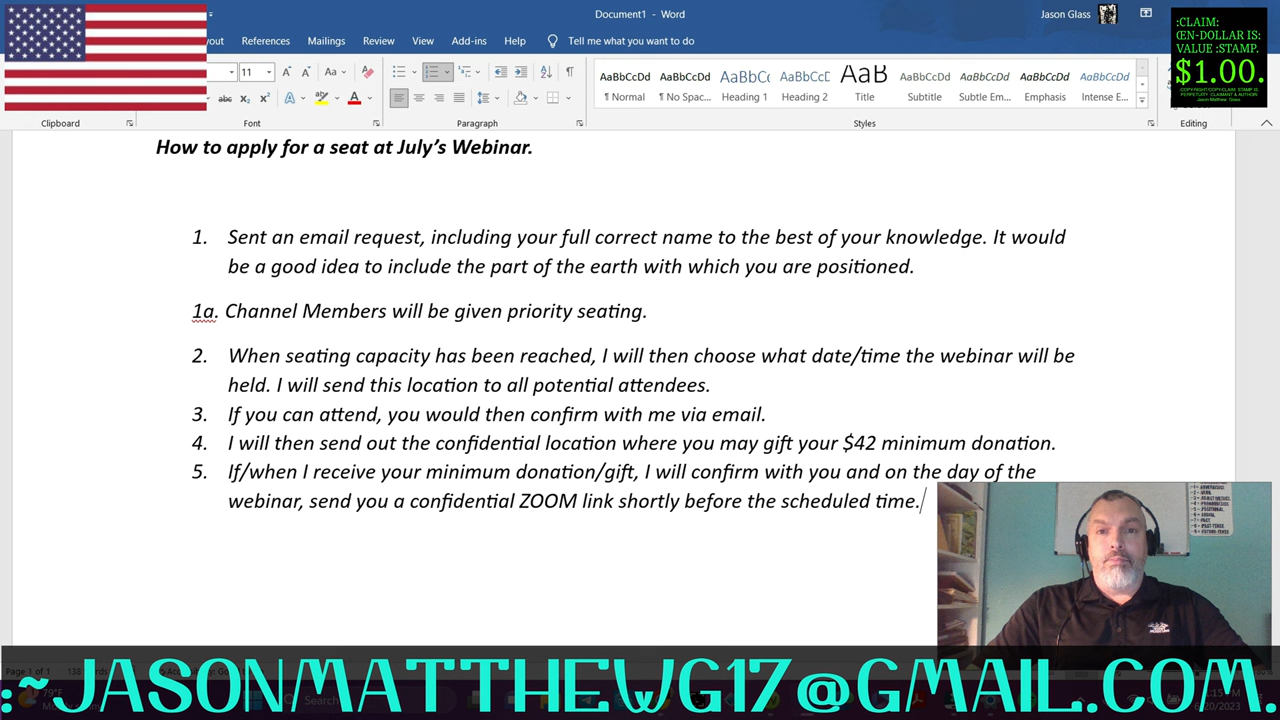 Document1 - Word
Jason Glass
References Mailings Review View Add-ins Help Tell me what you want to do
11
AaBbCcDd AaBbCcDd AaBbCc AaBbCcD AaB AaBbCcDd AaBbCcDd AaBbCcDd AaBbCcDd
¶ Normal ¶ No Spac... Heading 1 Heading 2 Title Subtitle Subtle Em... Emphasis Intense E...
Clipboard Font Paragraph Styles Editing
:CLAIM:
VALUE :STAMP.
$1.00.
How to apply for a seat at July’s Webinar.
1. Sent an email request, including your full correct name to the best of your knowledge. It would
be a good idea to include the part of the earth with which you are positioned.
1a. Channel Members will be given priority seating.
2. When seating capacity has been reached, I will then choose what date/time the webinar will be
held. I will send this location to all potential attendees.
3. If you can attend, you would then confirm with me via email.
4. I will then send out the confidential location where you may gift your $42 minimum donation.
5. If/when I receive your minimum donation/gift, I will confirm with you and on the day of the
webinar, send you a confidential ZOOM link shortly before the scheduled time.
Page 1 of 1
:~JASONMATTHEWG17@GMAIL.COM.
79°F
Search